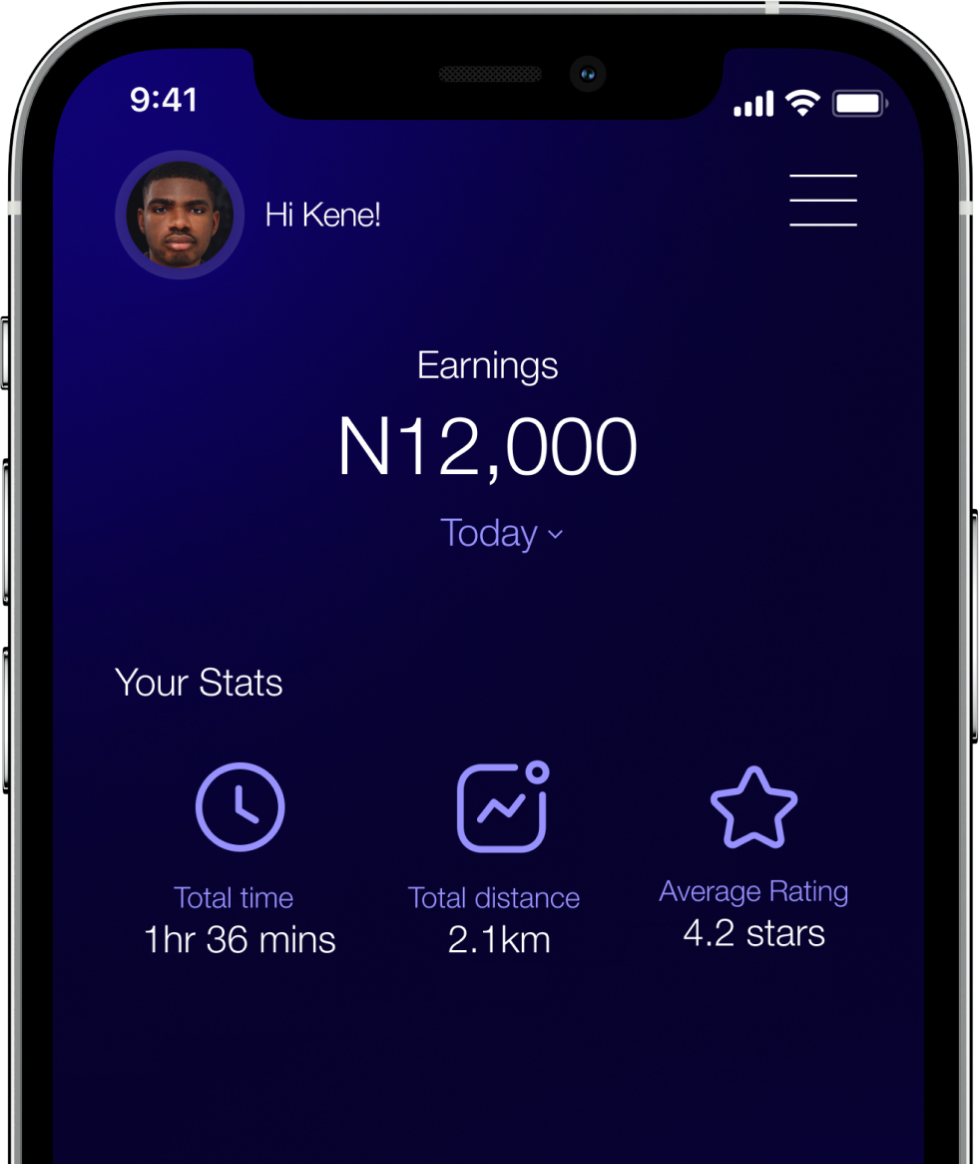 9:41
Hi Kene!
Earnings
N12,000
Today
Your Stats
Total time
1hr 36 mins
Total distance
2.1km
Average Rating
4.2 stars